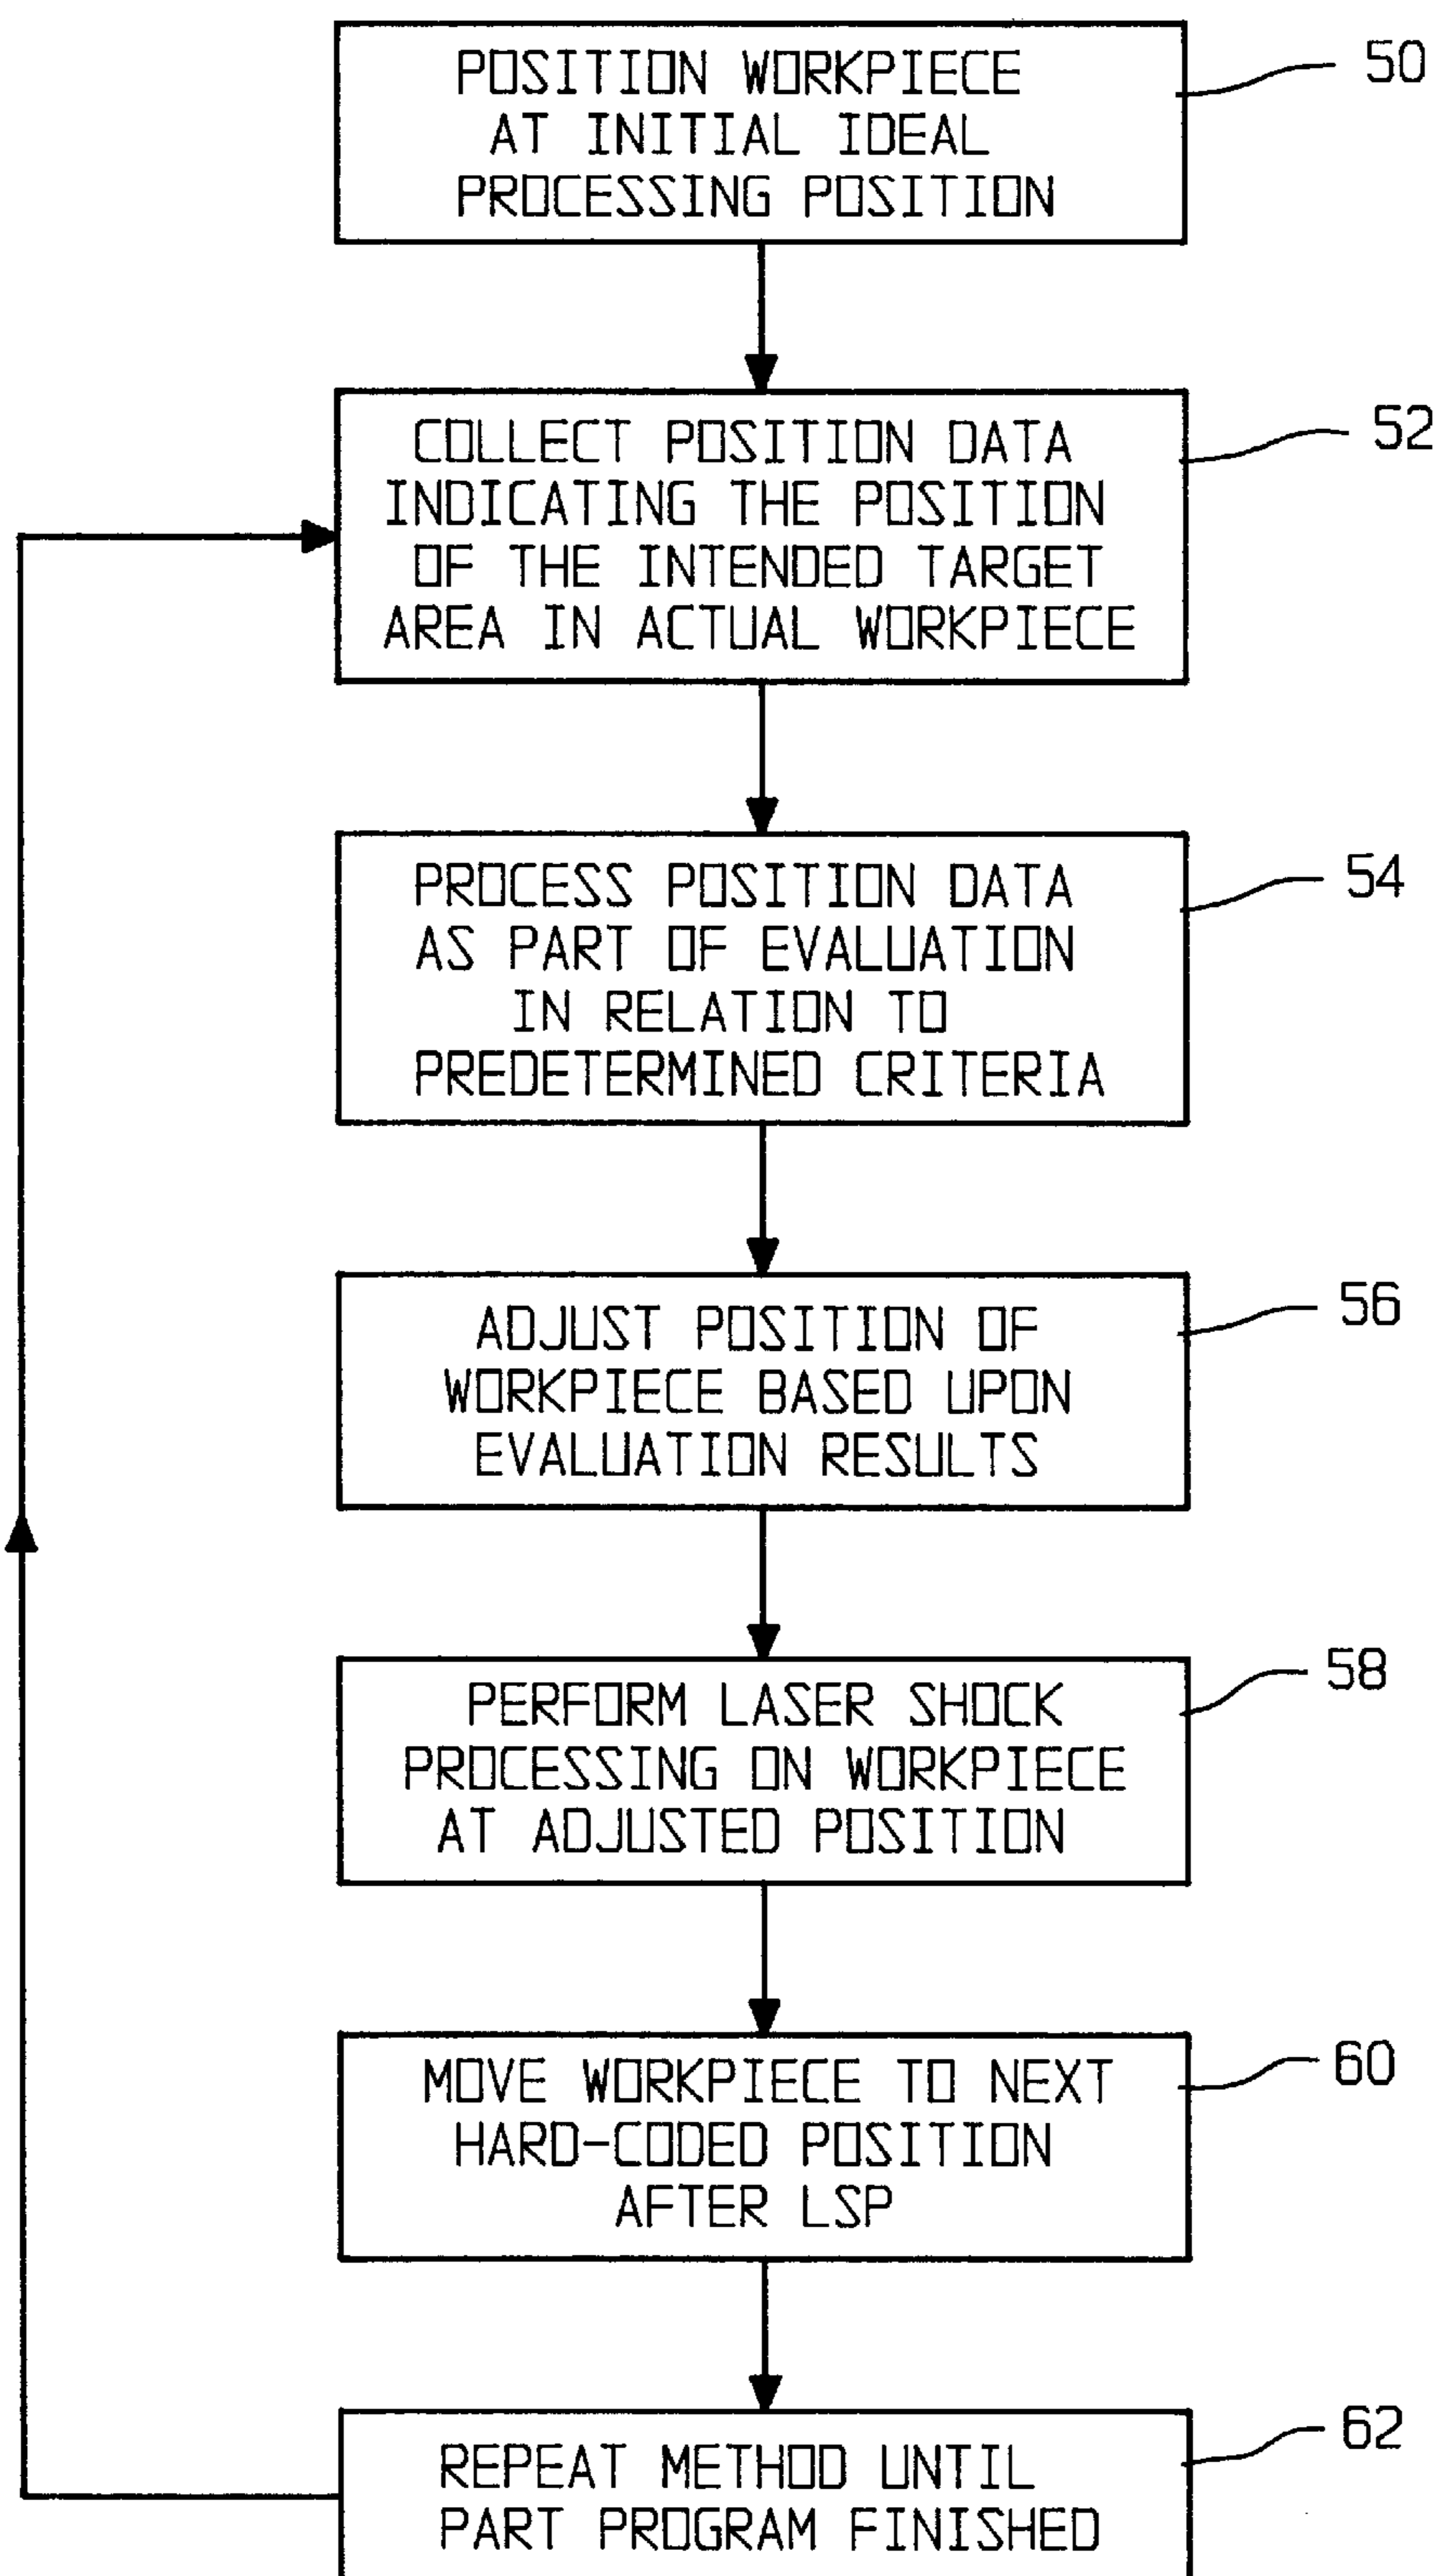 POSITION WORKPIECE
AT INITIAL IDEAL
PROCESSING POSITION
50
COLLECT POSITION DATA
INDICATING THE POSITION
OF THE INTENDED TARGET
AREA IN ACTUAL WORKPIECE
52
PROCESS POSITION DATA
AS PART OF EVALUATION
IN RELATION TO
PREDETERMINED CRITERIA
54
ADJUST POSITION OF
WORKPIECE BASED UPON
EVALUATION RESULTS
56
PERFORM LASER SHOCK
PROCESSING ON WORKPIECE
AT ADJUSTED POSITION
58
MOVE WORKPIECE TO NEXT
HARD-CODED POSITION
AFTER LSP
60
REPEAT METHOD UNTIL
PART PROGRAM FINISHED
62